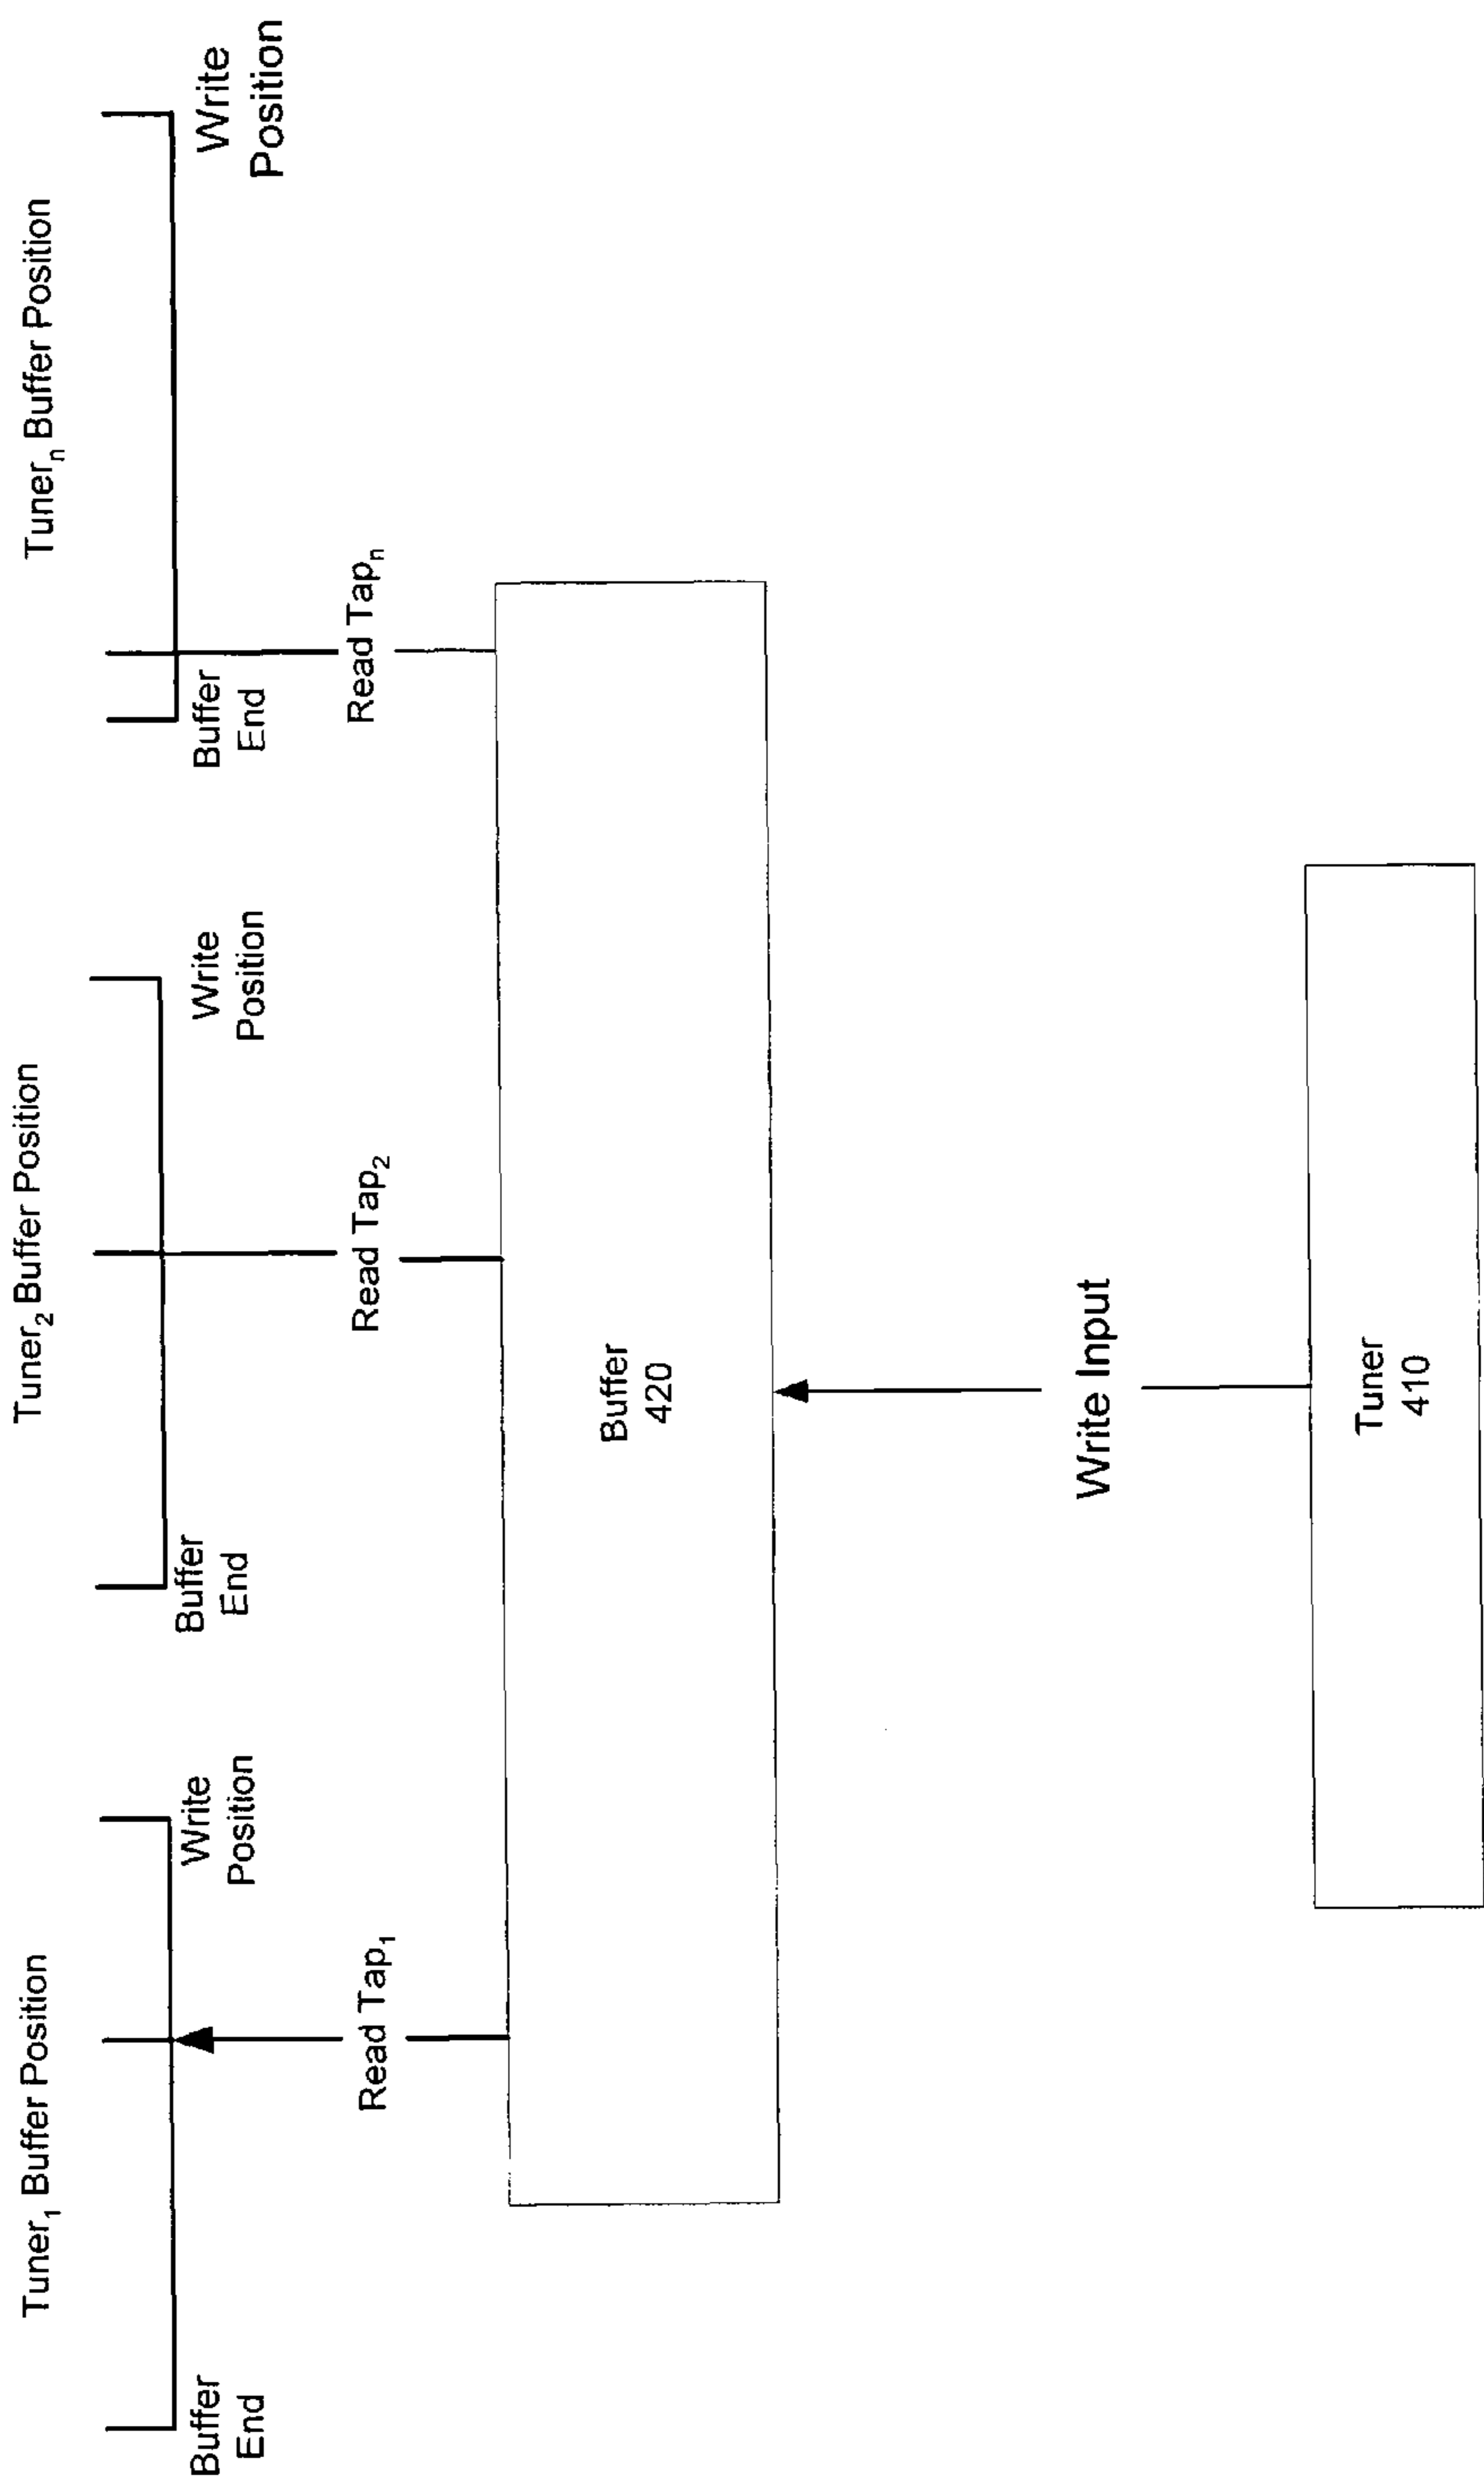 Tuner₁ Buffer Position
Tuner₂ Buffer Position
Tunerₙ Buffer Position
Buffer
End
Write
Position
Buffer
End
Write
Position
Buffer
End
Write
Position
Read Tap₁
Read Tap₂
Read Tapₙ
Buffer
420
Write Input
Tuner
410